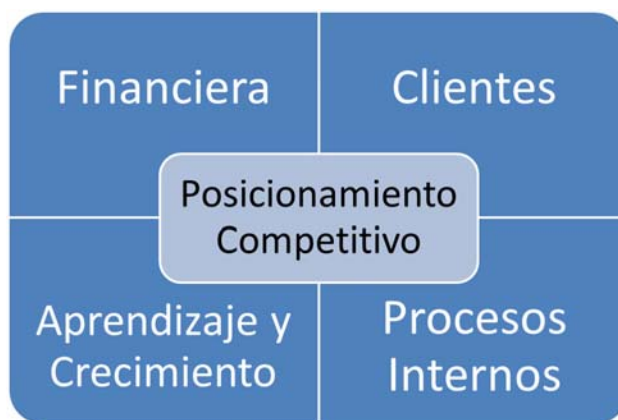 Financiera
Clientes
Posicionamiento
Competitivo
Aprendizaje y
Crecimiento
Procesos
Internos